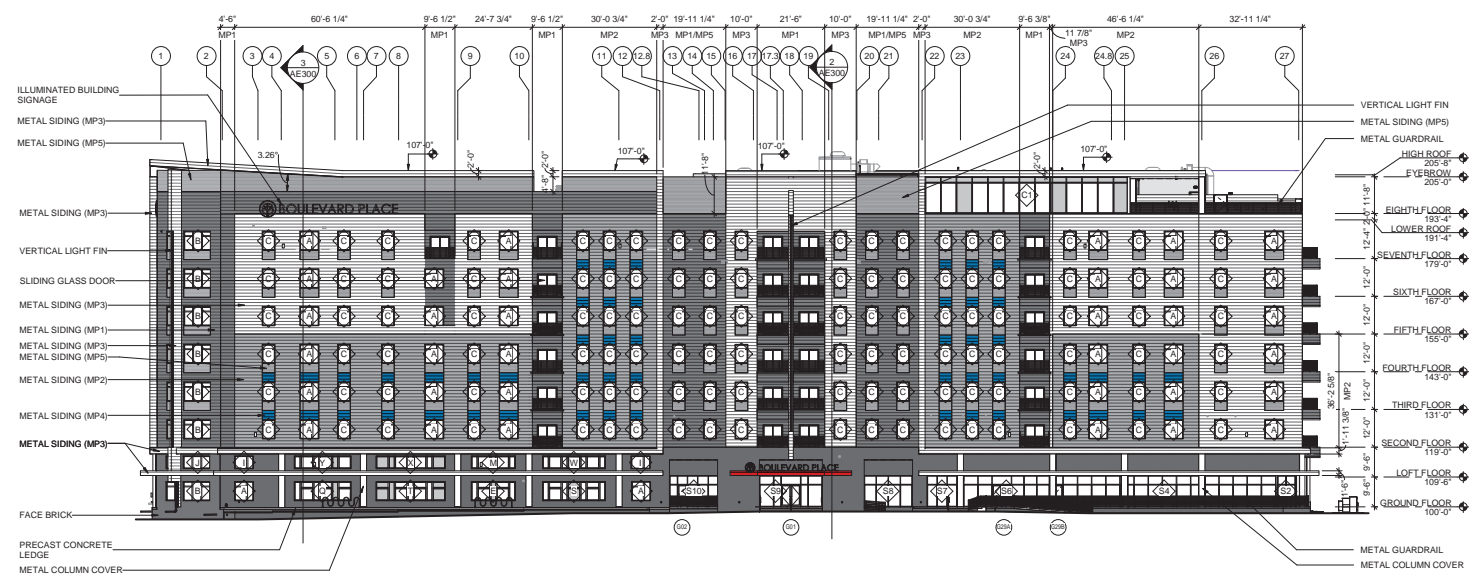 4'-6" 60'-6 1/4" 9'-6 1/2" 24'-7 3/4" 9'-6 1/2" 30'-0 3/4" 2'-0" 19'-11 1/4" 10'-0" 21'-6" 10'-0" 19'-11 1/4" 2'-0" 30'-0 3/4" 9'-6 3/8" 46'-6 1/4" 32'-11 1/4"
11 7/8"
MP1 MP1 MP1 MP2 MP3 MP1/MP5 MP3 MP1 MP3 MP1/MP5 MP3 MP2 MP1 MP3 MP2
1 2 3 4 5 6 7 8 9 10 11 12 12.8 13 14 15 16 17 17.3 18 19 20 21 22 23 24 24.8 25 26 27
3 2
AE300 AE300
ILLUMINATED BUILDING
SIGNAGE
METAL SIDING (MP3)
METAL SIDING (MP5)
METAL SIDING (MP3)
VERTICAL LIGHT FIN
SLIDING GLASS DOOR
METAL SIDING (MP3)
METAL SIDING (MP1)
METAL SIDING (MP3)
METAL SIDING (MP5)
METAL SIDING (MP2)
METAL SIDING (MP4)
METAL SIDING (MP3)
FACE BRICK
PRECAST CONCRETE
LEDGE
METAL COLUMN COVER
3.26°
107'-0" 107'-0" 107'-0" 107'-0"
2'-0" 2'-0" 4'-8" 11'-8" 2'-0"
BOULEVARD PLACE
C1
B C A C C C A C C C C C C C C C C C C C A C A C A
B C A C C A C A C C C C C C C C C C C C C A C A C A
B C A C C A C A C C C C C C C C C C C C C A C A C A
B C A C C A C A C C C C C C C C C C C C C A C A C A
B C A C C A C A C C C C C C C C C C C C C A C A C A
B C A C C A C A C C C C C C C C C C C C C A C A C A
J I Y X M W I
BOULEVARD PLACE
B A Q T E S A S10 S9 S8 S7 S6 S4 S2
G02 G01 G29A G29B
VERTICAL LIGHT FIN
METAL SIDING (MP5)
METAL GUARDRAIL
HIGH ROOF
205'-8"
EYEBROW
205'-0"
EIGHTH FLOOR
193'-4"
LOWER ROOF
191'-4"
SEVENTH FLOOR
179'-0"
SIXTH FLOOR
167'-0"
FIFTH FLOOR
155'-0"
FOURTH FLOOR
143'-0"
THIRD FLOOR
131'-0"
SECOND FLOOR
119'-0"
LOFT FLOOR
109'-6"
GROUND FLOOR
100'-0"
11'-8"
2'-0"
12'-4"
12'-0"
12'-0"
12'-0"
12'-0"
12'-0"
9'-6"
9'-6"
36'-2 5/8"
MP2
1'-11 3/8"
1'-6"
METAL GUARDRAIL
METAL COLUMN COVER